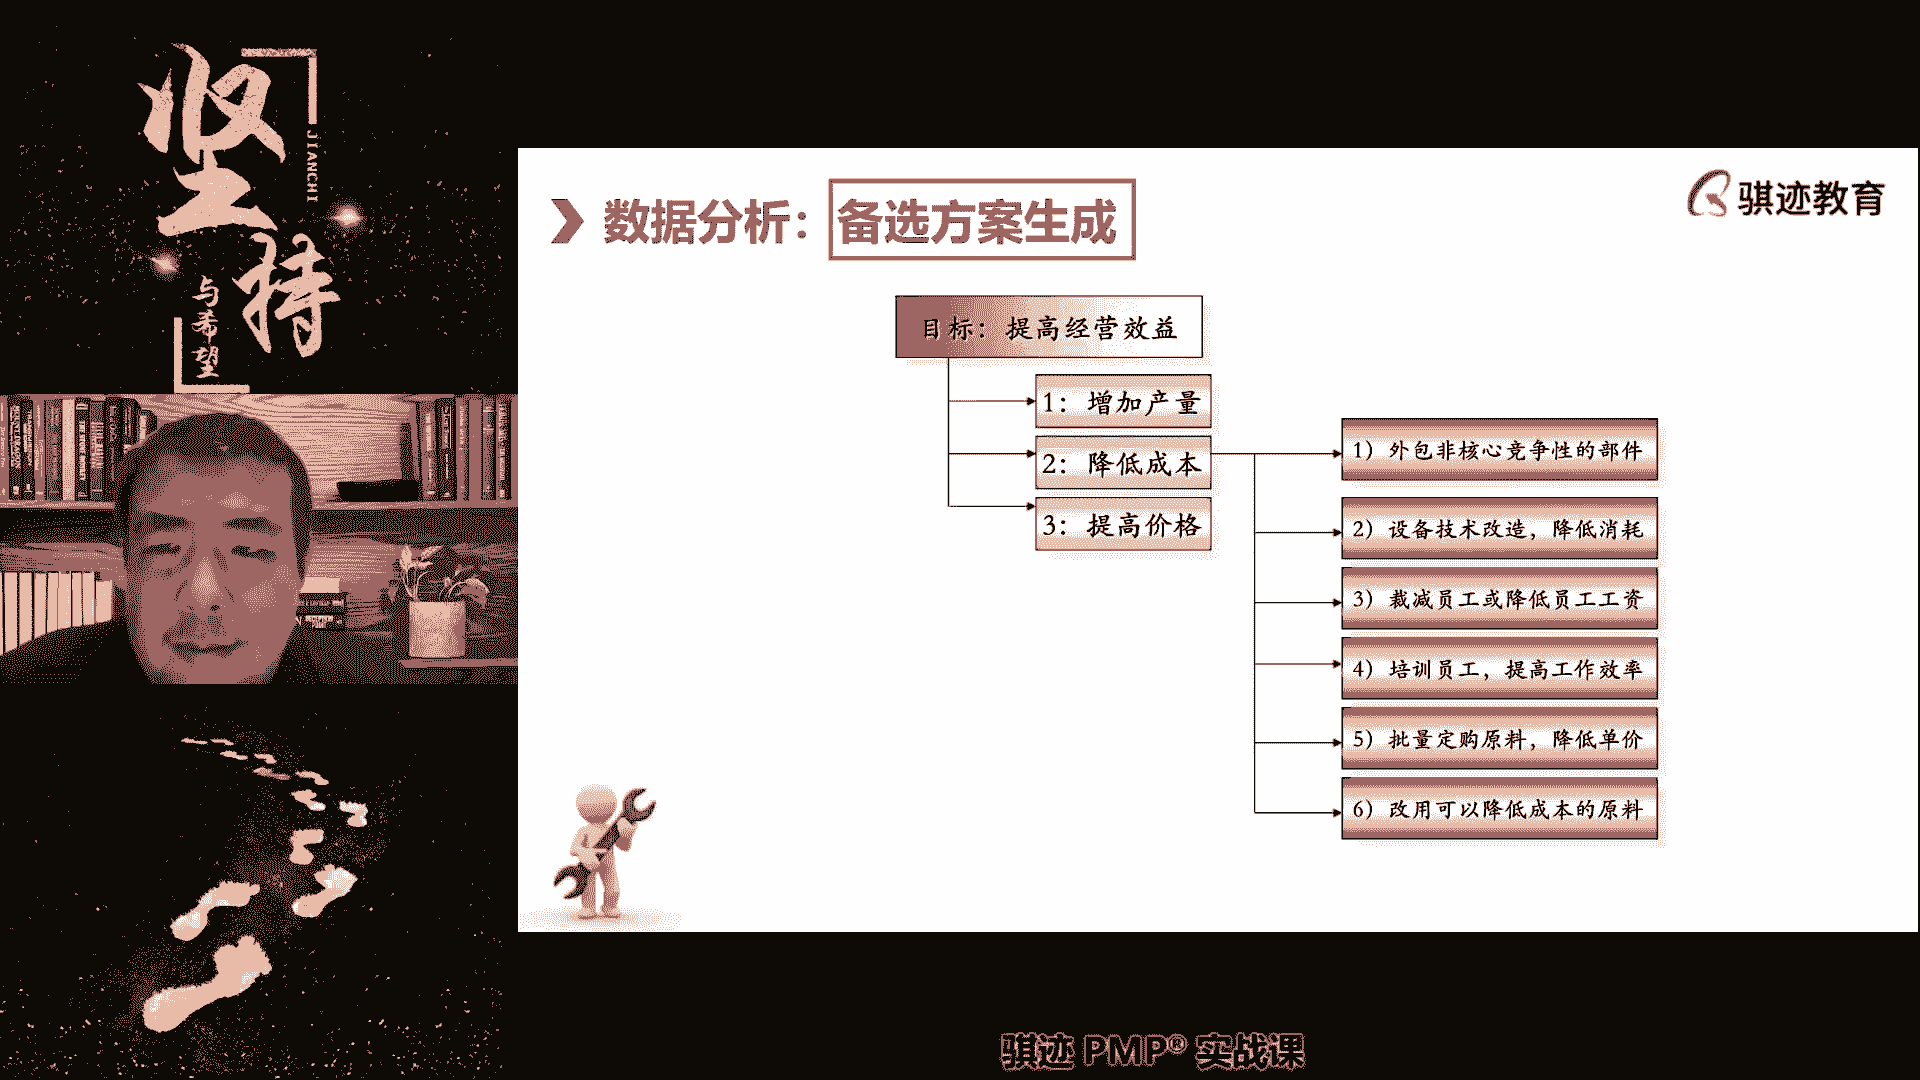 坚持
JIANCHI
与希望
数据分析：备选方案生成
骐迹教育
目标：提高经营效益
1：增加产量
2：降低成本
3：提高价格
1）外包非核心竞争性的部件
2）设备技术改造，降低消耗
3）裁减员工或降低员工工资
4）培训员工，提高工作效率
5）批量定购原料，降低单价
6）改用可以降低成本的原料
骐迹 PMP® 实战课